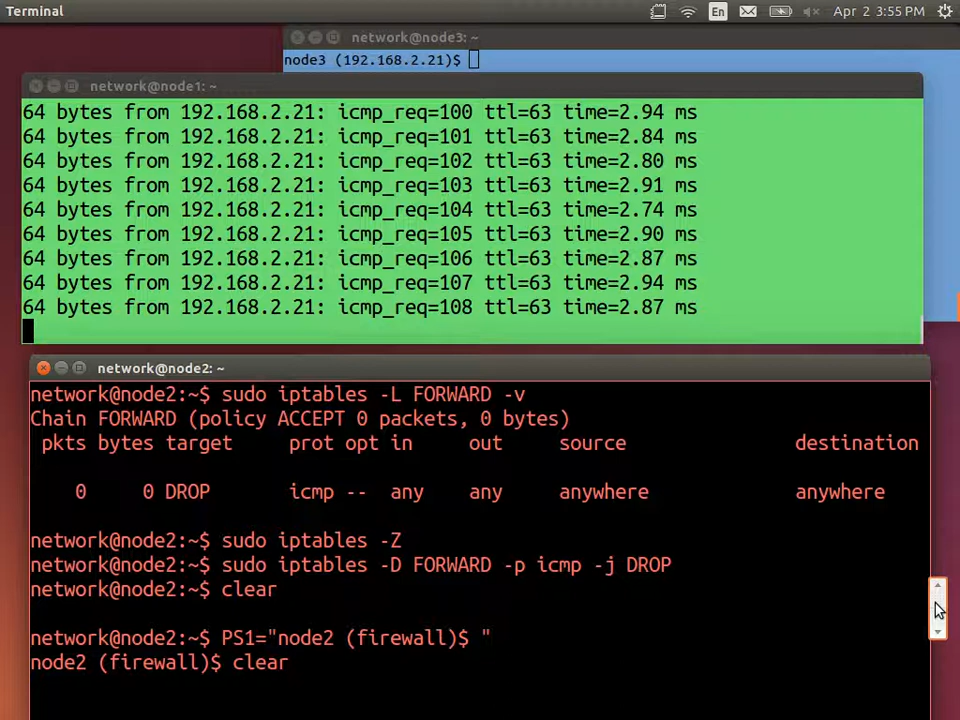 Terminal
En
Apr 2 3:55 PM
network@node3: ~
node3 (192.168.2.21)$
network@node1: ~
64 bytes from 192.168.2.21: icmp_req=100 ttl=63 time=2.94 ms
64 bytes from 192.168.2.21: icmp_req=101 ttl=63 time=2.84 ms
64 bytes from 192.168.2.21: icmp_req=102 ttl=63 time=2.80 ms
64 bytes from 192.168.2.21: icmp_req=103 ttl=63 time=2.91 ms
64 bytes from 192.168.2.21: icmp_req=104 ttl=63 time=2.74 ms
64 bytes from 192.168.2.21: icmp_req=105 ttl=63 time=2.90 ms
64 bytes from 192.168.2.21: icmp_req=106 ttl=63 time=2.87 ms
64 bytes from 192.168.2.21: icmp_req=107 ttl=63 time=2.94 ms
64 bytes from 192.168.2.21: icmp_req=108 ttl=63 time=2.87 ms
network@node2: ~
network@node2:~$ sudo iptables -L FORWARD -v
Chain FORWARD (policy ACCEPT 0 packets, 0 bytes)
pkts bytes target prot opt in out source destination
0 0 DROP icmp -- any any anywhere anywhere
network@node2:~$ sudo iptables -Z
network@node2:~$ sudo iptables -D FORWARD -p icmp -j DROP
network@node2:~$ clear
network@node2:~$ PS1="node2 (firewall)$ "
node2 (firewall)$ clear